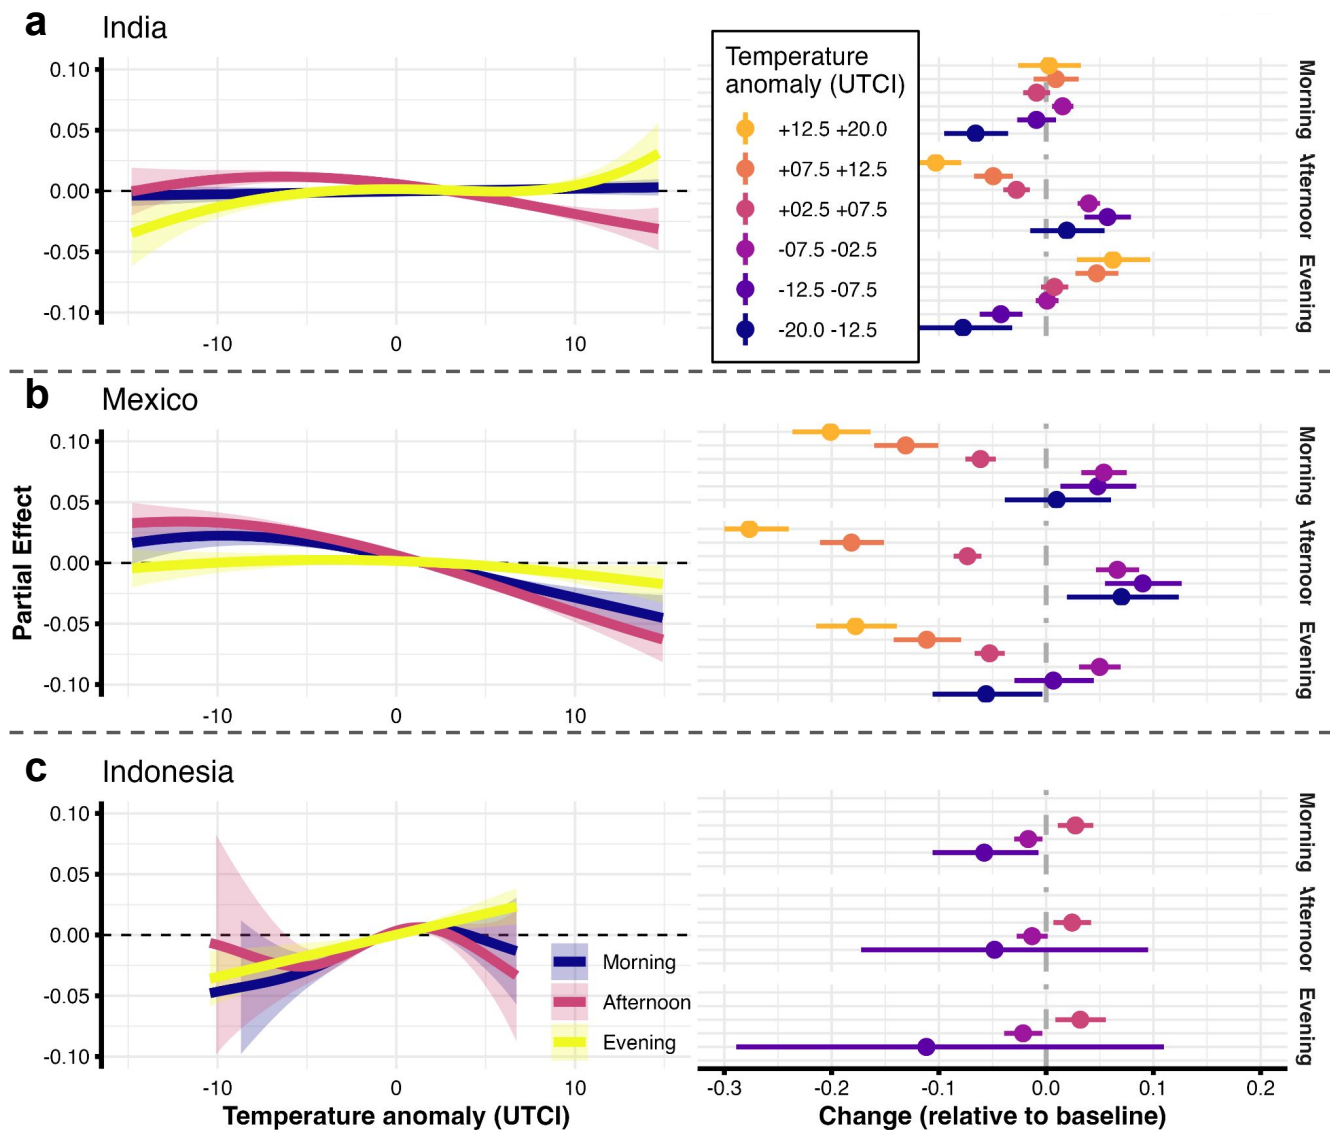 a India
0.10
0.05
0.00
-0.05
-0.10
-10 0 10
Temperature
anomaly (UTCI)
+12.5 +20.0
+07.5 +12.5
+02.5 +07.5
-07.5 -02.5
-12.5 -07.5
-20.0 -12.5
Morning
Afternoor
Evening
b Mexico
0.10
0.05
0.00
-0.05
-0.10
-10 0 10
Partial Effect
Morning
Afternoor
Evening
c Indonesia
0.10
0.05
0.00
-0.05
-0.10
-10 0 10
Morning
Afternoon
Evening
Temperature anomaly (UTCI)
Morning
Afternoor
Evening
-0.3 -0.2 -0.1 0.0 0.1 0.2
Change (relative to baseline)